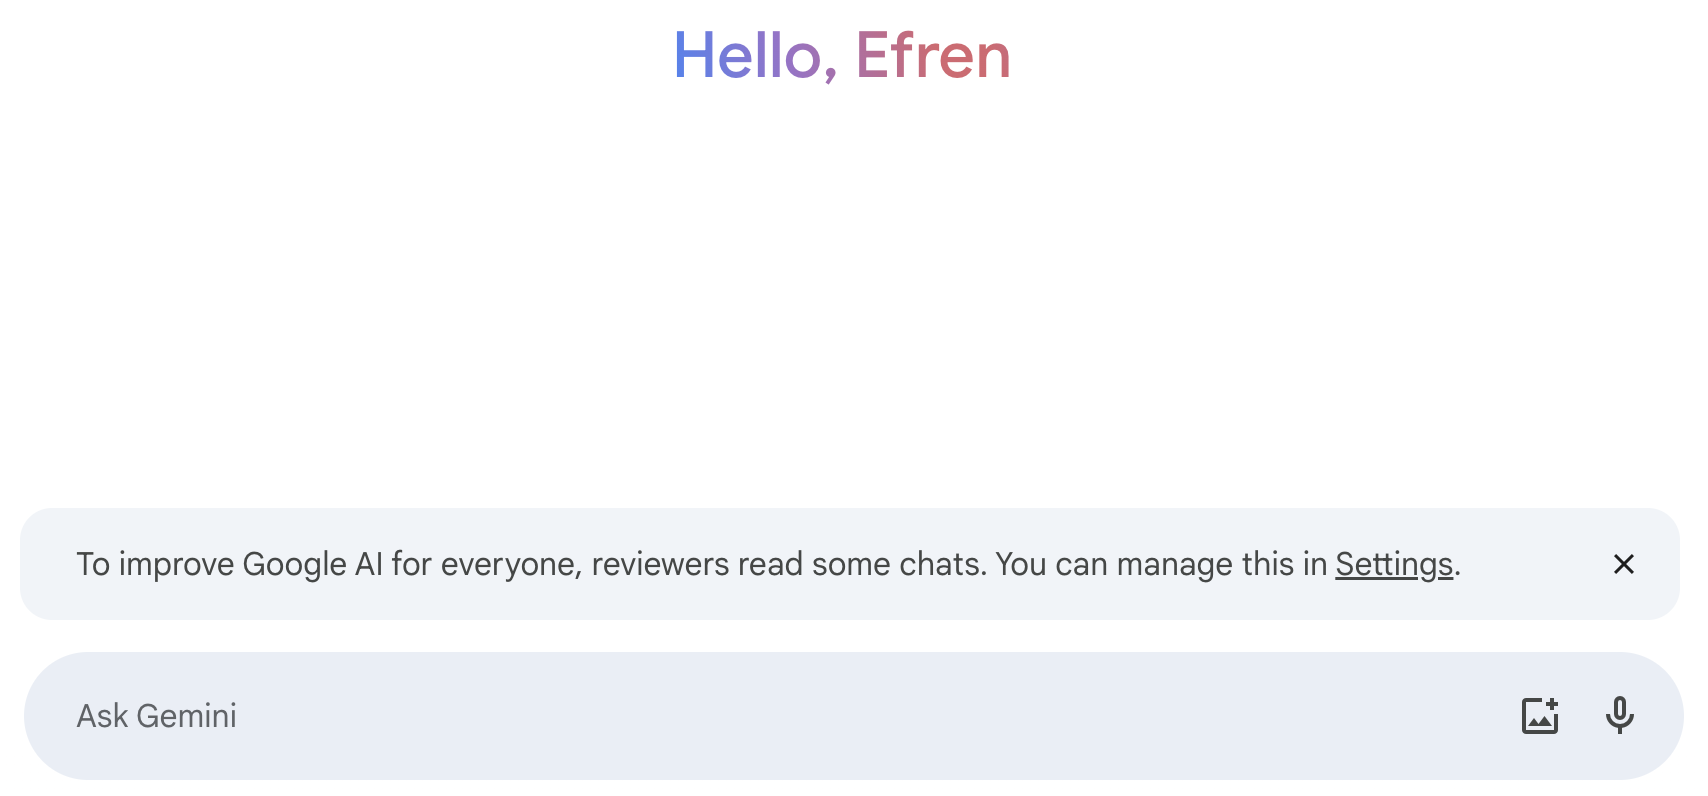 Hello, Efren
To improve Google AI for everyone, reviewers read some chats. You can manage this in Settings.
Ask Gemini